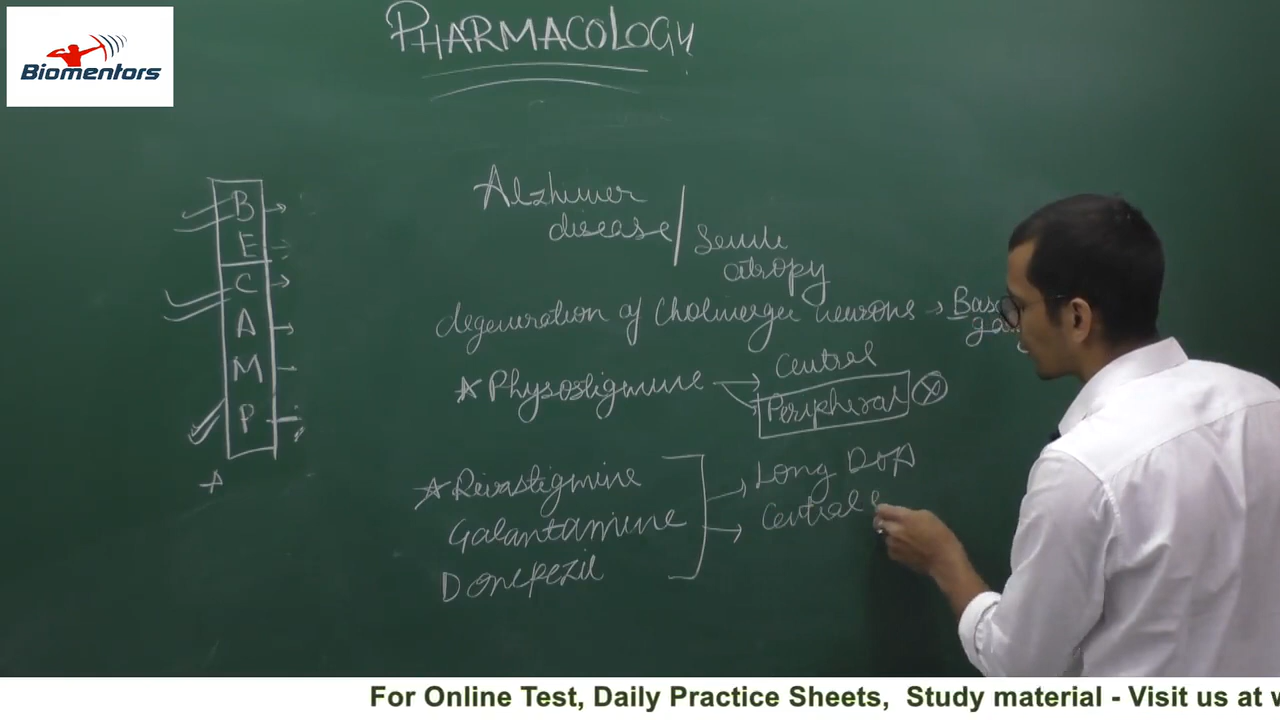 Biomentors
PHARMACOLOGY
B
E
C
A
M
P
Alzhimer
disease
Senile
atropy
degeneration of Cholinergic neurons → Bas
Physostigmine
Central
Peripheral
Rivastigmine
Galantamine
Donepezil
Long DOA
Central
For Online Test, Daily Practice Sheets, Study material - Visit us at